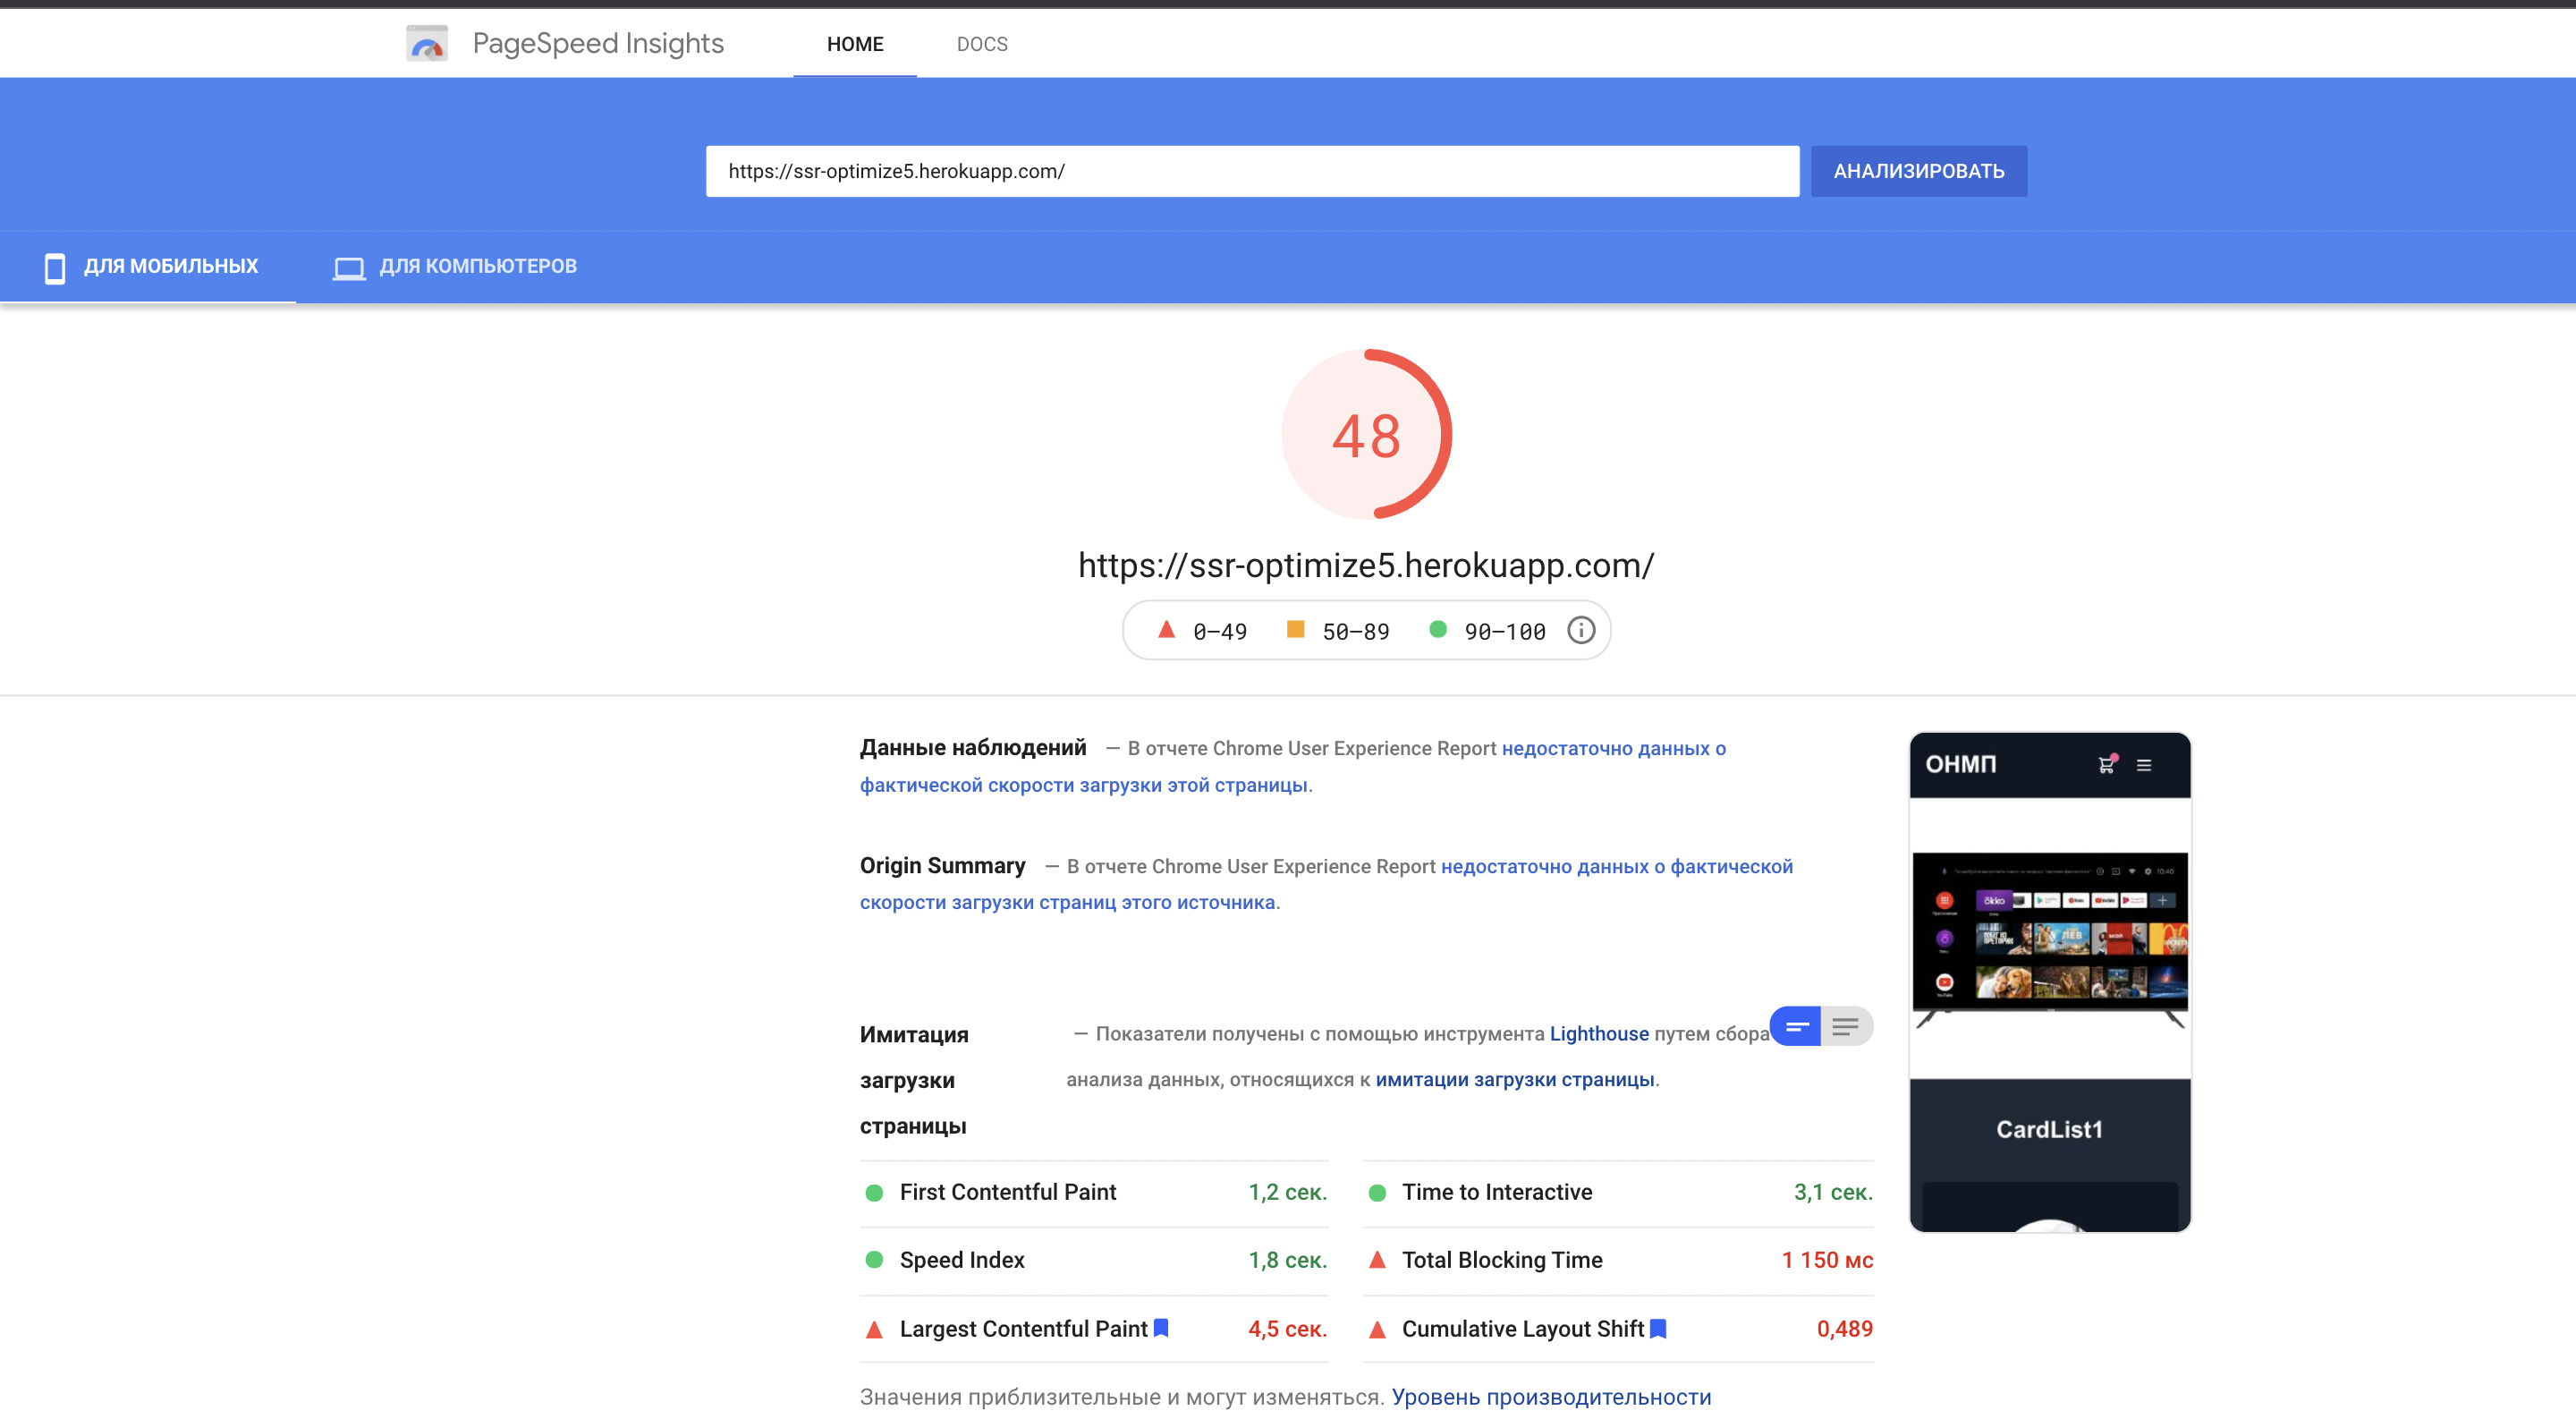 PageSpeed Insights HOME DOCS
https://ssr-optimize5.herokuapp.com/ АНАЛИЗИРОВАТЬ
ДЛЯ МОБИЛЬНЫХ ДЛЯ КОМПЬЮТЕРОВ
48
https://ssr-optimize5.herokuapp.com/
0–49 50–89 90–100
Данные наблюдений — В отчете Chrome User Experience Report недостаточно данных о
фактической скорости загрузки этой страницы.
Origin Summary — В отчете Chrome User Experience Report недостаточно данных о фактической
скорости загрузки страниц этого источника.
Имитация
загрузки
страницы
— Показатели получены с помощью инструмента Lighthouse путем сбора
анализа данных, относящихся к имитации загрузки страницы.
First Contentful Paint 1,2 сек.
Time to Interactive 3,1 сек.
Speed Index 1,8 сек.
Total Blocking Time 1 150 мс
Largest Contentful Paint 4,5 сек.
Cumulative Layout Shift 0,489
Значения приблизительные и могут изменяться. Уровень производительности
ОНМП
okko
CardList1